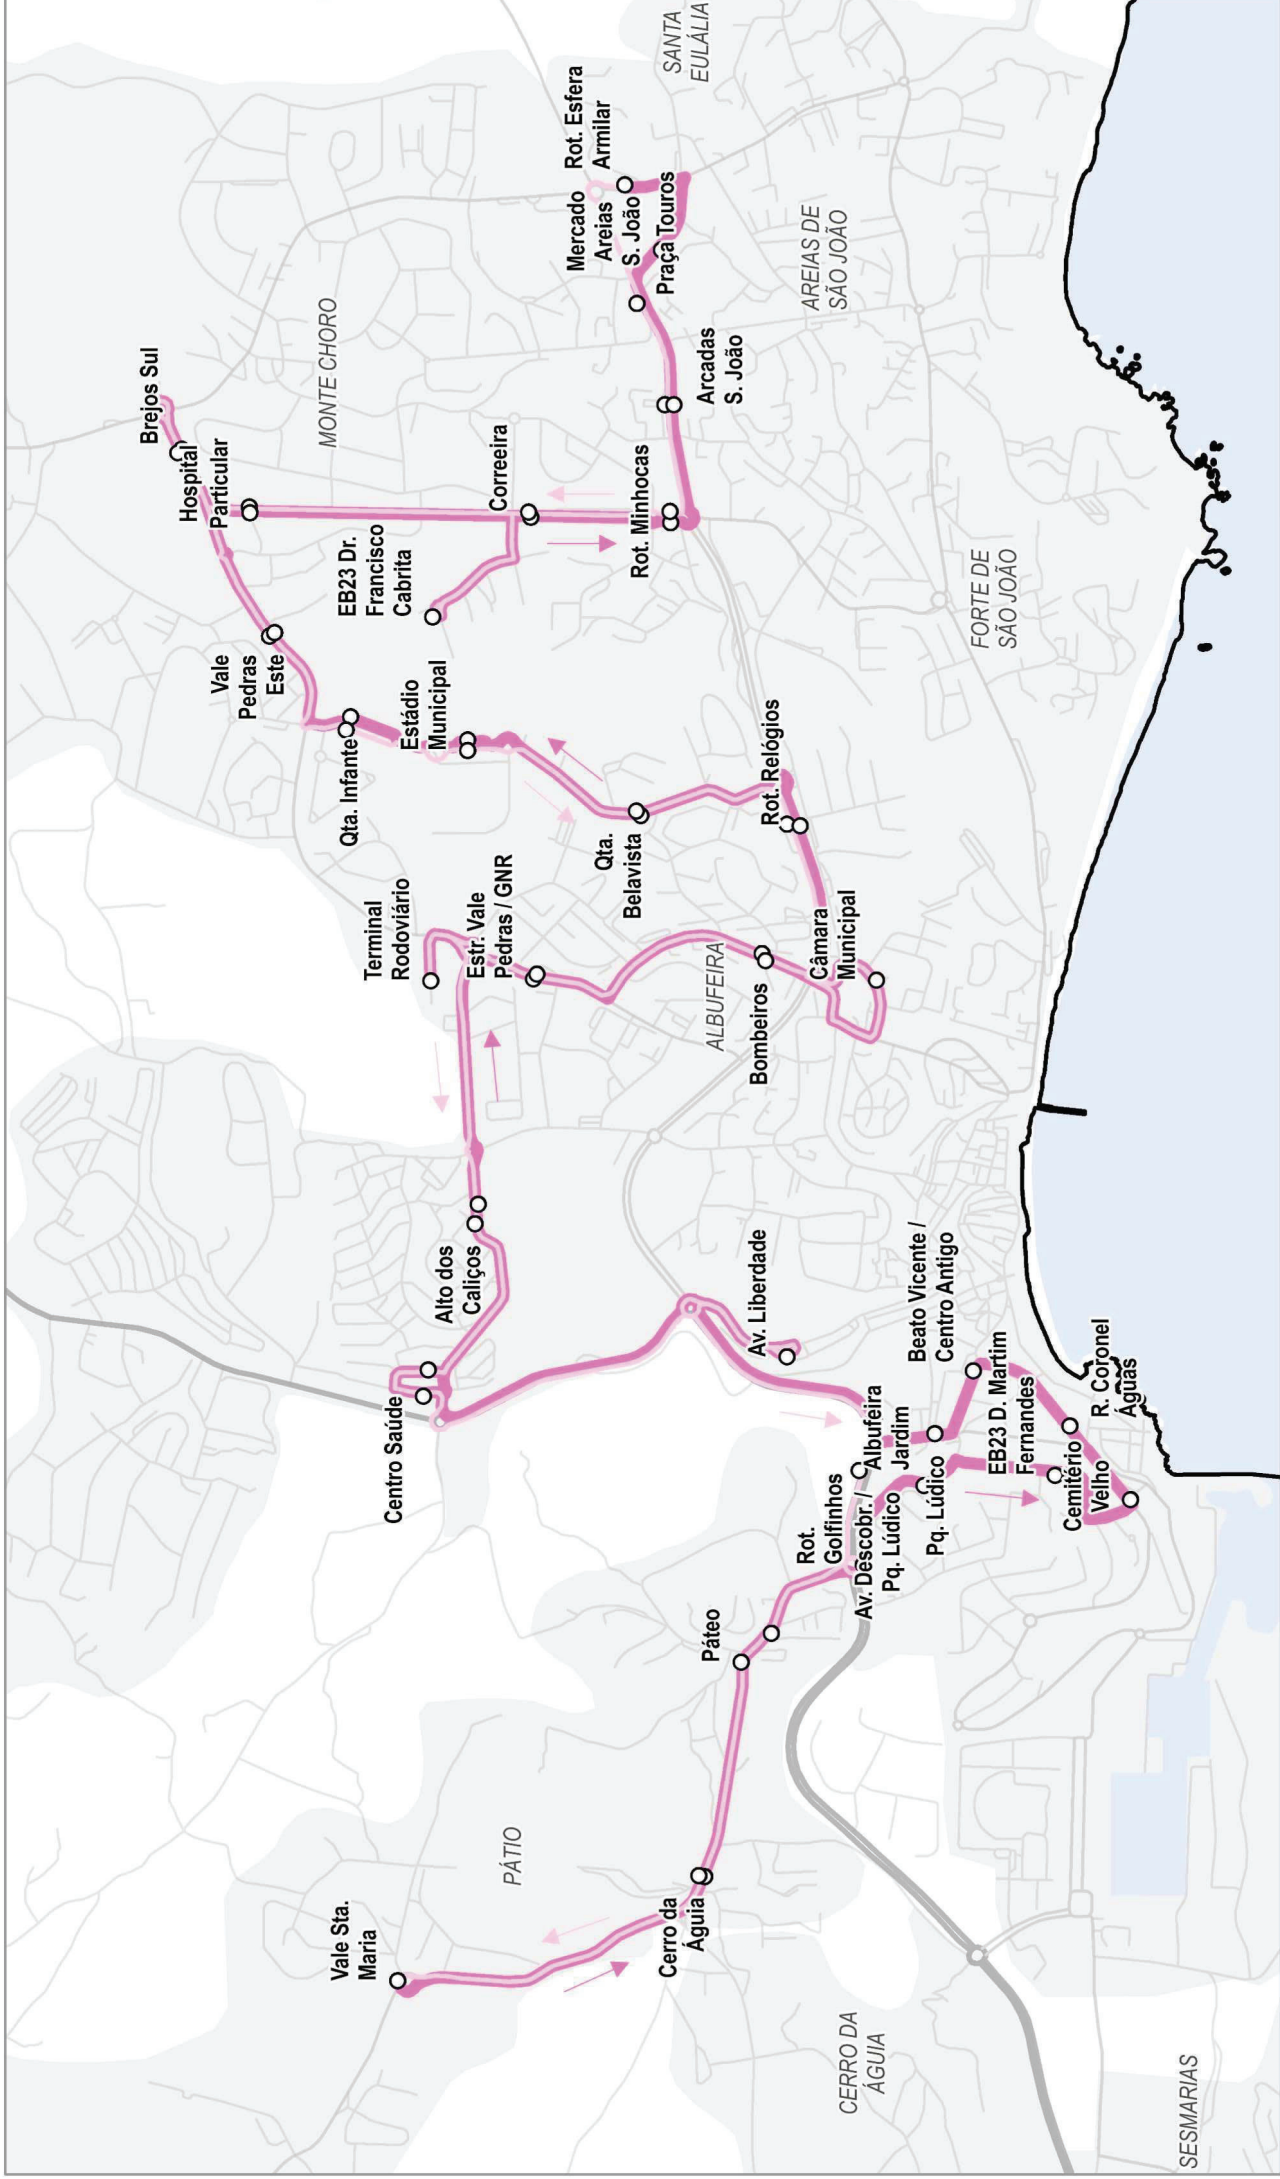 Vale Sta.
Maria
PÁTIO
Cerro da
Águia
CERRO DA
ÁGUIA
SESMARIAS
Páteo
Rot.
Golfinhos
Av. Descobr. /
Pq. Lúdico
Pq. Lúdico
Albufeira
Jardim
EB23 D. Martim
Fernandes
Cemitério
Velho
R. Coronel
Águas
Beato Vicente /
Centro Antigo
Av. Liberdade
Centro Saúde
Alto dos
Caliços
Terminal
Rodoviário
Estr. Vale
Pedras / GNR
ALBUFEIRA
Bombeiros
Câmara
Municipal
Rot. Relógios
Qta.
Belavista
Estádio
Municipal
Qta. Infante
Vale
Pedras
Este
Hospital
Particular
Brejos Sul
MONTE CHORO
EB23 Dr.
Francisco
Cabrita
Correeira
Rot. Minhocas
Arcadas
S. João
Praça Touros
Mercado
Areias
S. João
Rot. Esfera
Armilar
SANTA
EULÁLIA
AREIAS DE
SÃO JOÃO
FORTE DE
SÃO JOÃO